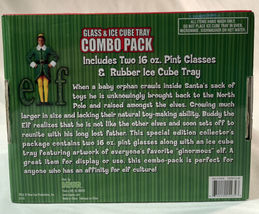 GLASS & ICE CUBE TRAY
COMBO PACK
Includes Two 16 oz. Pint Glasses
& Rubber Ice Cube Tray
elf
When a baby orphan crawls inside Santa's sack of
toys he is unknowingly brought back to the North
Pole and raised amongst the elves. Growing much
larger in size and lacking their natural toy-making ability, Buddy the
Elf realizes that he is not like the other elves and soon sets off to
reunite with his long lost father. This special edition collector's
package contains two 16 oz. pint glasses along with an ice cube
tray featuring artwork of everyone's favorite 'ginormous' elf. A
great item for display or use, this combo-pack is perfect for
anyone who has an affinity for elf culture!